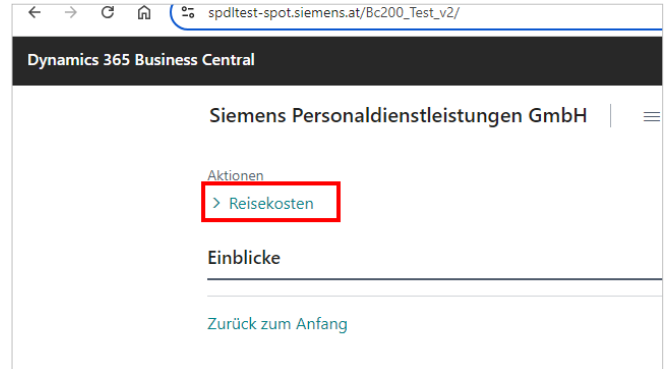 spdltest-spot.siemens.at/Bc200_Test_v2/
Dynamics 365 Business Central
Siemens Personaldienstleistungen GmbH
Aktionen
> Reisekosten
Einblicke
Zurück zum Anfang